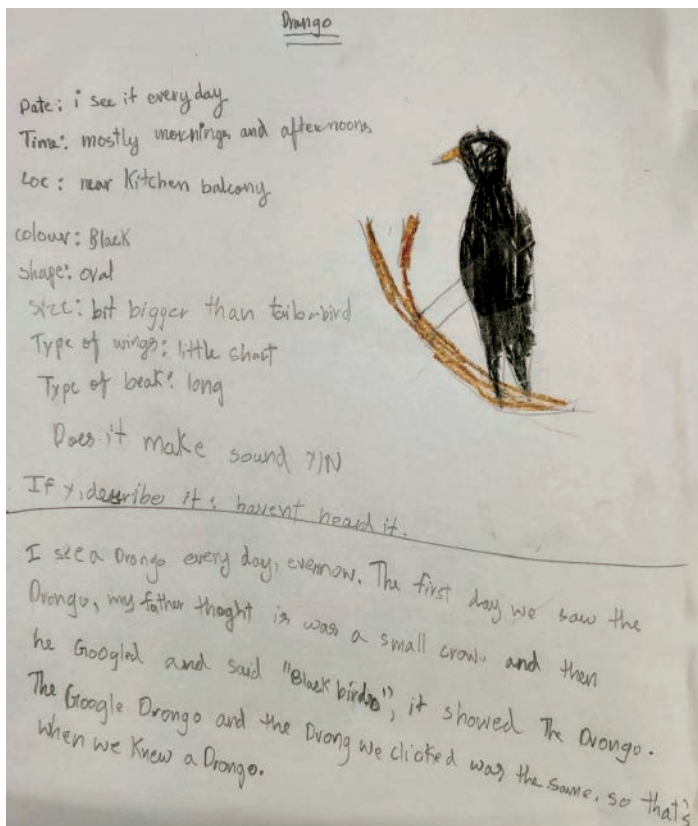 Drango
Date: i see it everyday
Time: mostly mornings and afternoons
Loc: near Kitchen balcony
colour: Black
shape: oval
size: bit bigger than tailorbird
Type of wings: little short
Type of beak: long
Does it make sound Y/N
If Y, describe it: havent heard it.
I see a Drongo every day, evernow. The first day we saw the
Drongo, my father thoght is was a small crow. and then
he Googled and said "Black birds", it showed The Drongo.
The Google Drongo and the Drong we clicked was the same. so that's
when we knew a Drongo.